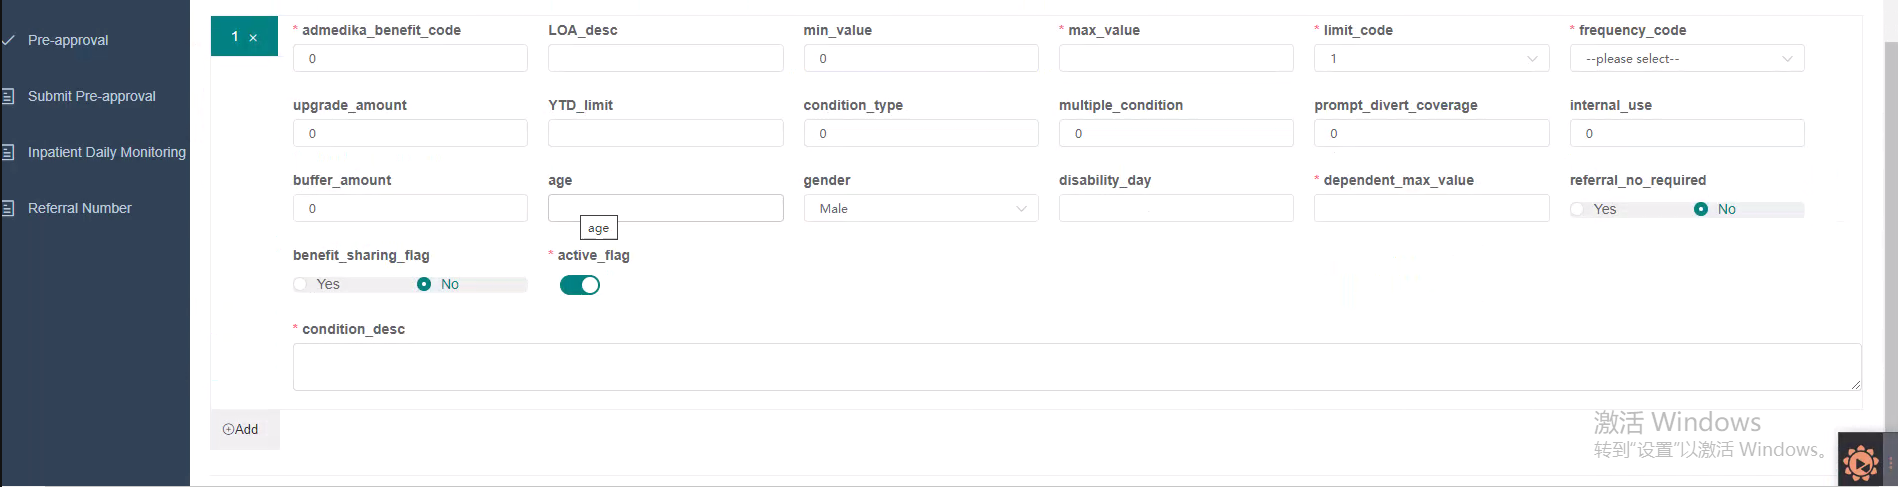 Pre-approval
Submit Pre-approval
Inpatient Daily Monitoring
Referral Number
1 ×
* admedika_benefit_code LOA_desc min_value * max_value * limit_code * frequency_code
0 0 1 --please select--
upgrade_amount YTD_limit condition_type multiple_condition prompt_divert_coverage internal_use
0 0 0 0 0
buffer_amount age gender disability_day * dependent_max_value referral_no_required
0 Male Yes No
age
benefit_sharing_flag * active_flag
Yes No
* condition_desc
Add
激活 Windows
转到“设置”以激活 Windows。